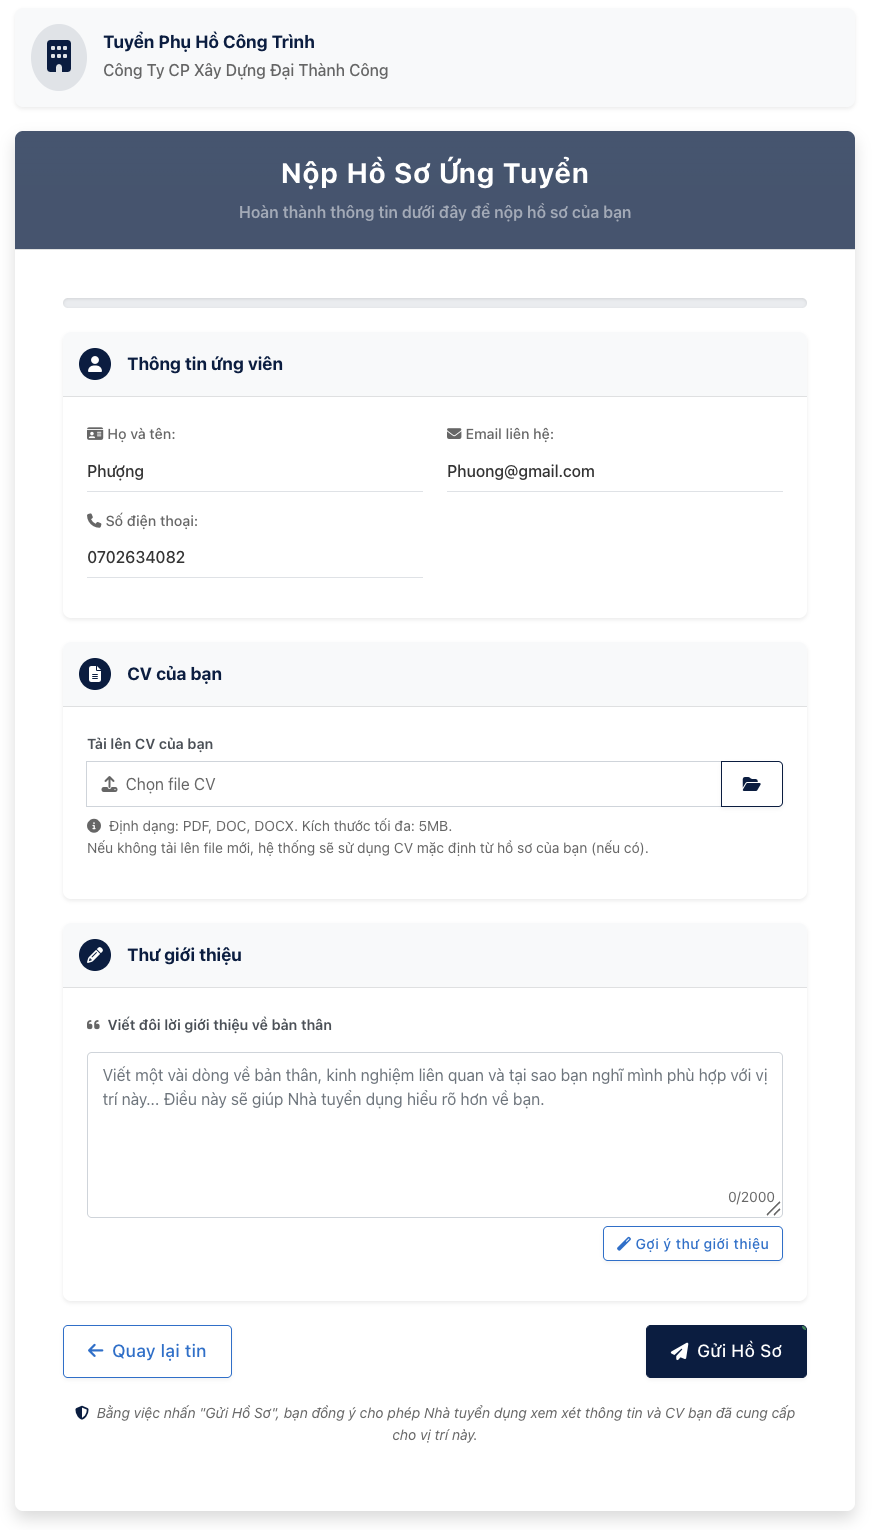 Tuyển Phụ Hồ Công Trình
Công Ty CP Xây Dựng Đại Thành Công
Nộp Hồ Sơ Ứng Tuyển
Hoàn thành thông tin dưới đây để nộp hồ sơ của bạn
Thông tin ứng viên
Họ và tên:
Phượng
Email liên hệ:
Phuong@gmail.com
Số điện thoại:
0702634082
CV của bạn
Tải lên CV của bạn
Chọn file CV
Định dạng: PDF, DOC, DOCX. Kích thước tối đa: 5MB.
Nếu không tải lên file mới, hệ thống sẽ sử dụng CV mặc định từ hồ sơ của bạn (nếu có).
Thư giới thiệu
Viết đôi lời giới thiệu về bản thân
Viết một vài dòng về bản thân, kinh nghiệm liên quan và tại sao bạn nghĩ mình phù hợp với vị
trí này... Điều này sẽ giúp Nhà tuyển dụng hiểu rõ hơn về bạn.
0/2000
Gợi ý thư giới thiệu
Quay lại tin
Gửi Hồ Sơ
Bằng việc nhấn "Gửi Hồ Sơ", bạn đồng ý cho phép Nhà tuyển dụng xem xét thông tin và CV bạn đã cung cấp
cho vị trí này.